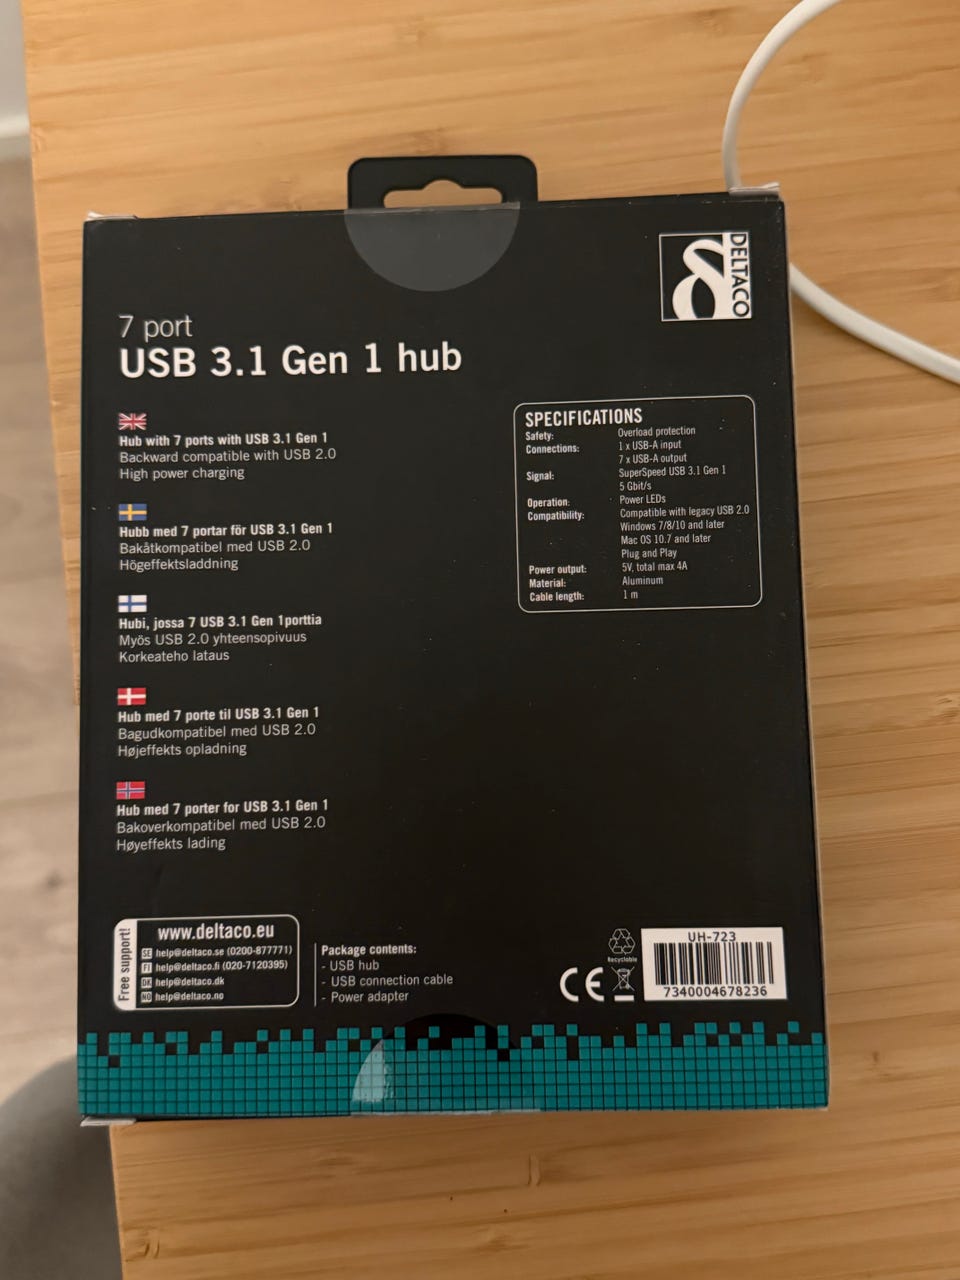 DELTACO
7 port
USB 3.1 Gen 1 hub
Hub with 7 ports with USB 3.1 Gen 1
Backward compatible with USB 2.0
High power charging
Hubb med 7 portar för USB 3.1 Gen 1
Bakåtkompatibel med USB 2.0
Högeffektsladdning
Hubi, jossa 7 USB 3.1 Gen 1porttia
Myös USB 2.0 yhteensopivuus
Korkeateho lataus
Hub med 7 porte til USB 3.1 Gen 1
Bagudkompatibel med USB 2.0
Højeffekts opladning
Hub med 7 porter for USB 3.1 Gen 1
Bakoverkompatibel med USB 2.0
Høyeffekts lading
SPECIFICATIONS
Safety: Overload protection
Connections: 1 x USB-A input
7 x USB-A output
Signal: SuperSpeed USB 3.1 Gen 1
5 Gbit/s
Operation: Power LEDs
Compatibility: Compatible with legacy USB 2.0
Windows 7/8/10 and later
Mac OS 10.7 and later
Plug and Play
Power output: 5V, total max 4A
Material: Aluminum
Cable length: 1 m
Free support!
www.deltaco.eu
SE help@deltaco.se (0200-877771)
FI help@deltaco.fi (020-7120395)
DK help@deltaco.dk
NO help@deltaco.no
Package contents:
- USB hub
- USB connection cable
- Power adapter
Recyclable
CE
UH-723
7340004678236